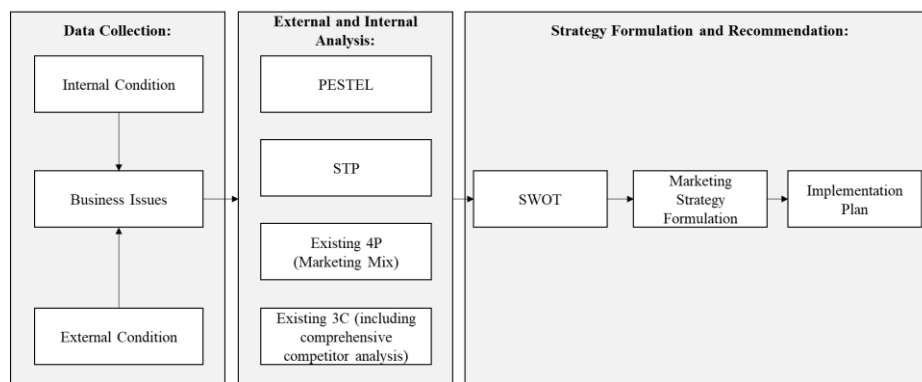 Data Collection:
Internal Condition
Business Issues
External Condition
External and Internal
Analysis:
PESTEL
STP
Existing 4P
(Marketing Mix)
Existing 3C (including
comprehensive
competitor analysis)
Strategy Formulation and Recommendation:
SWOT
Marketing
Strategy
Formulation
Implementation
Plan